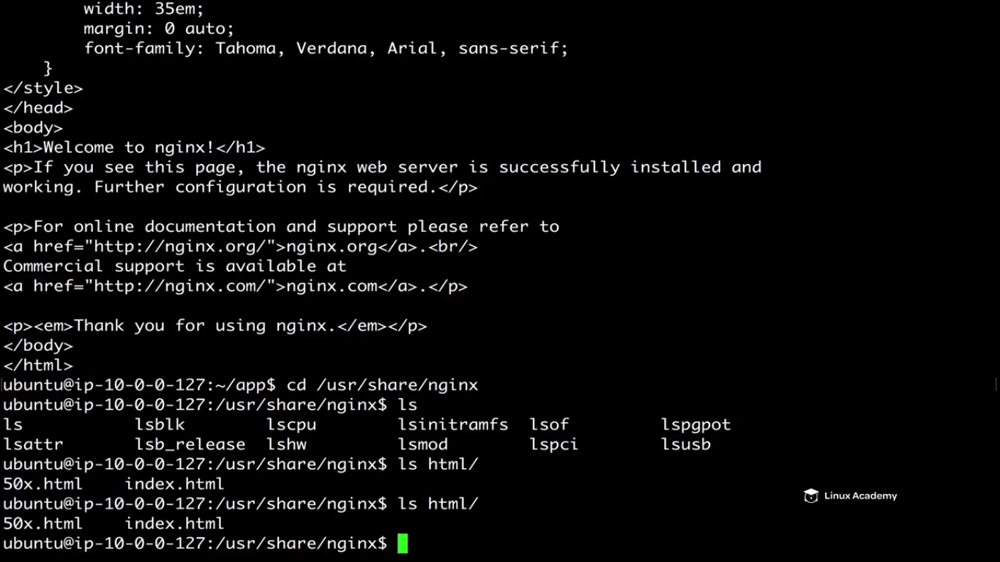 width: 35em;
margin: 0 auto;
font-family: Tahoma, Verdana, Arial, sans-serif;
}
</style>
</head>
<body>
<h1>Welcome to nginx!</h1>
<p>If you see this page, the nginx web server is successfully installed and
working. Further configuration is required.</p>
<p>For online documentation and support please refer to
<a href="http://nginx.org/">nginx.org</a>.<br/>
Commercial support is available at
<a href="http://nginx.com/">nginx.com</a>.</p>
<p><em>Thank you for using nginx.</em></p>
</body>
</html>
ubuntu@ip-10-0-0-127:~/app$ cd /usr/share/nginx
ubuntu@ip-10-0-0-127:/usr/share/nginx$ ls
ls lsblk lscpu lsinitramfs lsof lspgpot
lsattr lsb_release lshw lsmod lspci lsusb
ubuntu@ip-10-0-0-127:/usr/share/nginx$ ls html/
50x.html index.html
ubuntu@ip-10-0-0-127:/usr/share/nginx$ ls html/
50x.html index.html
ubuntu@ip-10-0-0-127:/usr/share/nginx$
Linux Academy